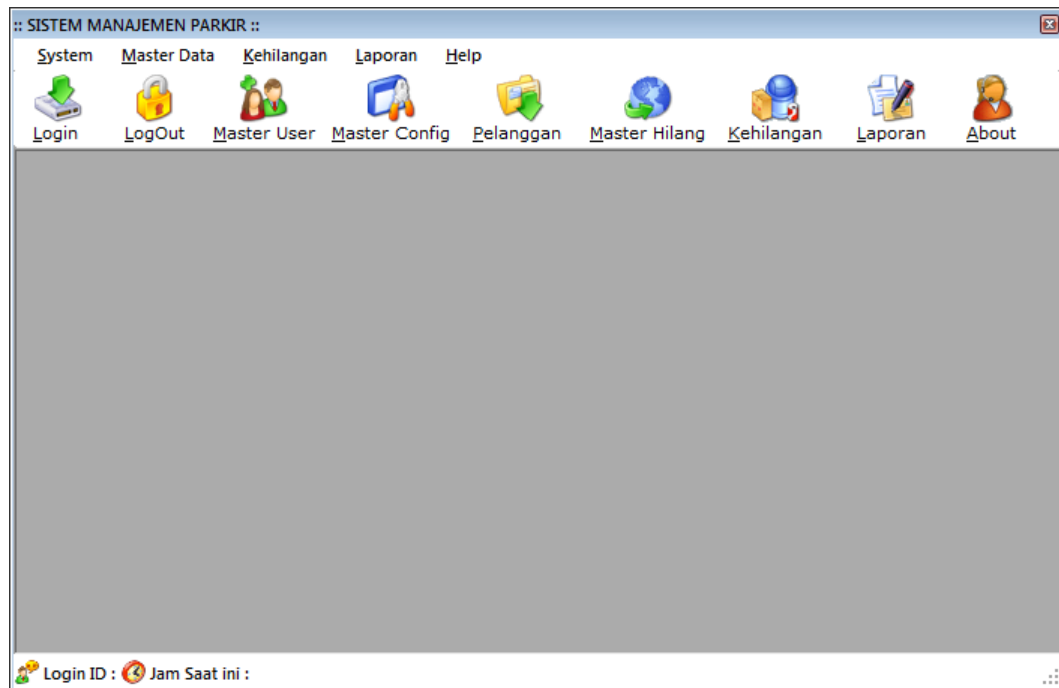 :: SISTEM MANAJEMEN PARKIR ::
System Master Data Kehilangan Laporan Help
Login LogOut Master User Master Config Pelanggan Master Hilang Kehilangan Laporan About
Login ID : Jam Saat ini :